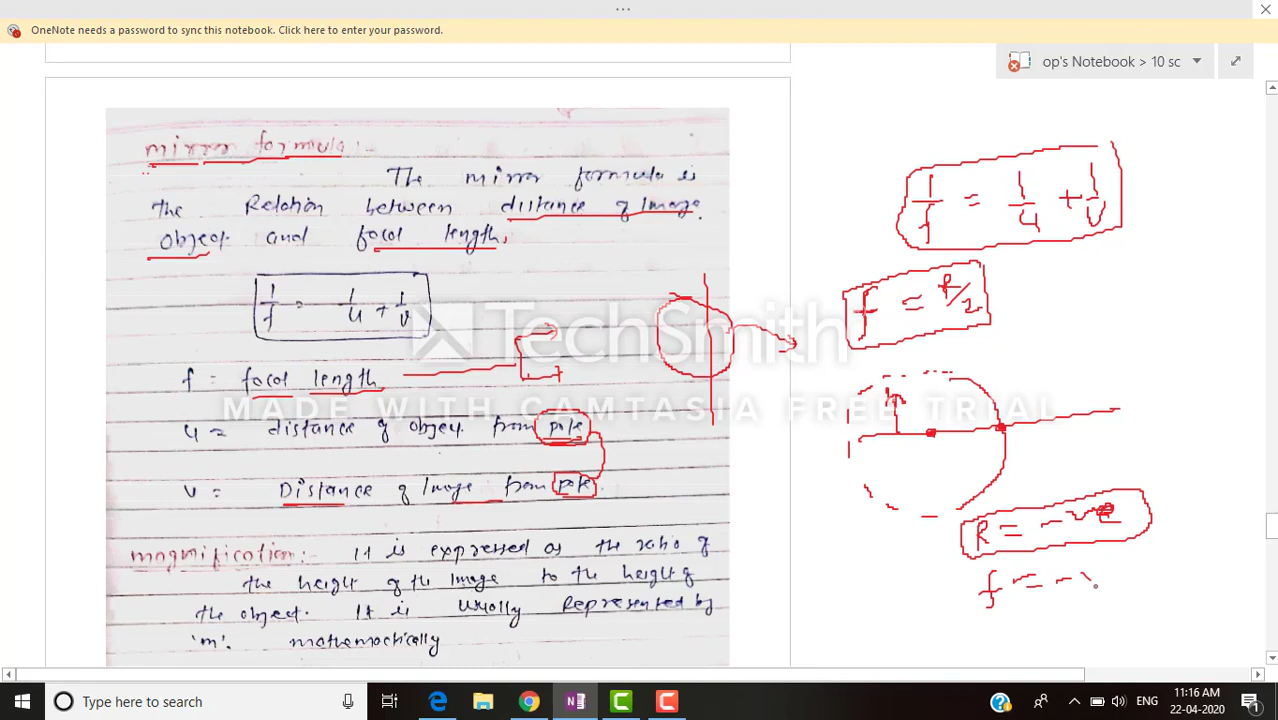 OneNote needs a password to sync this notebook. Click here to enter your password.
op's Notebook > 10 sc
mirror formula :-
The mirror formula is
the Relation between distance of Image
object and focal length,
1/f = 1/u + 1/v
f = focal length
u = distance of object from pole
v = Distance of Image from pole.
magnification:- It is expressed as the ratio of
the height of the Image to the height of
the object. It is usually Represented by
'm'. mathematically
1/f = 1/u + 1/v
f = R/2
R = -ve
f = -v
TechSmith
MADE WITH CAMTASIA FREE TRIAL
Type here to search
ENG
11:16 AM
22-04-2020
1